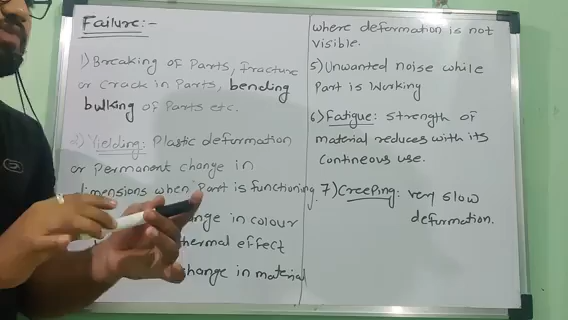 Failure:-
1) Breaking of Parts, fracture
or crack in Parts, bending
bulking of Parts etc.
2) Yielding: Plastic deformation
or Permanent change in
dimensions when Part is functioning.
change in colour
thermal effect
change in material
where deformation is not
visible.
5) Unwanted noise while
Part is Working
6) Fatigue: Strength of
material reduces with its
contineous use.
7) Creeping: very slow
deformation.